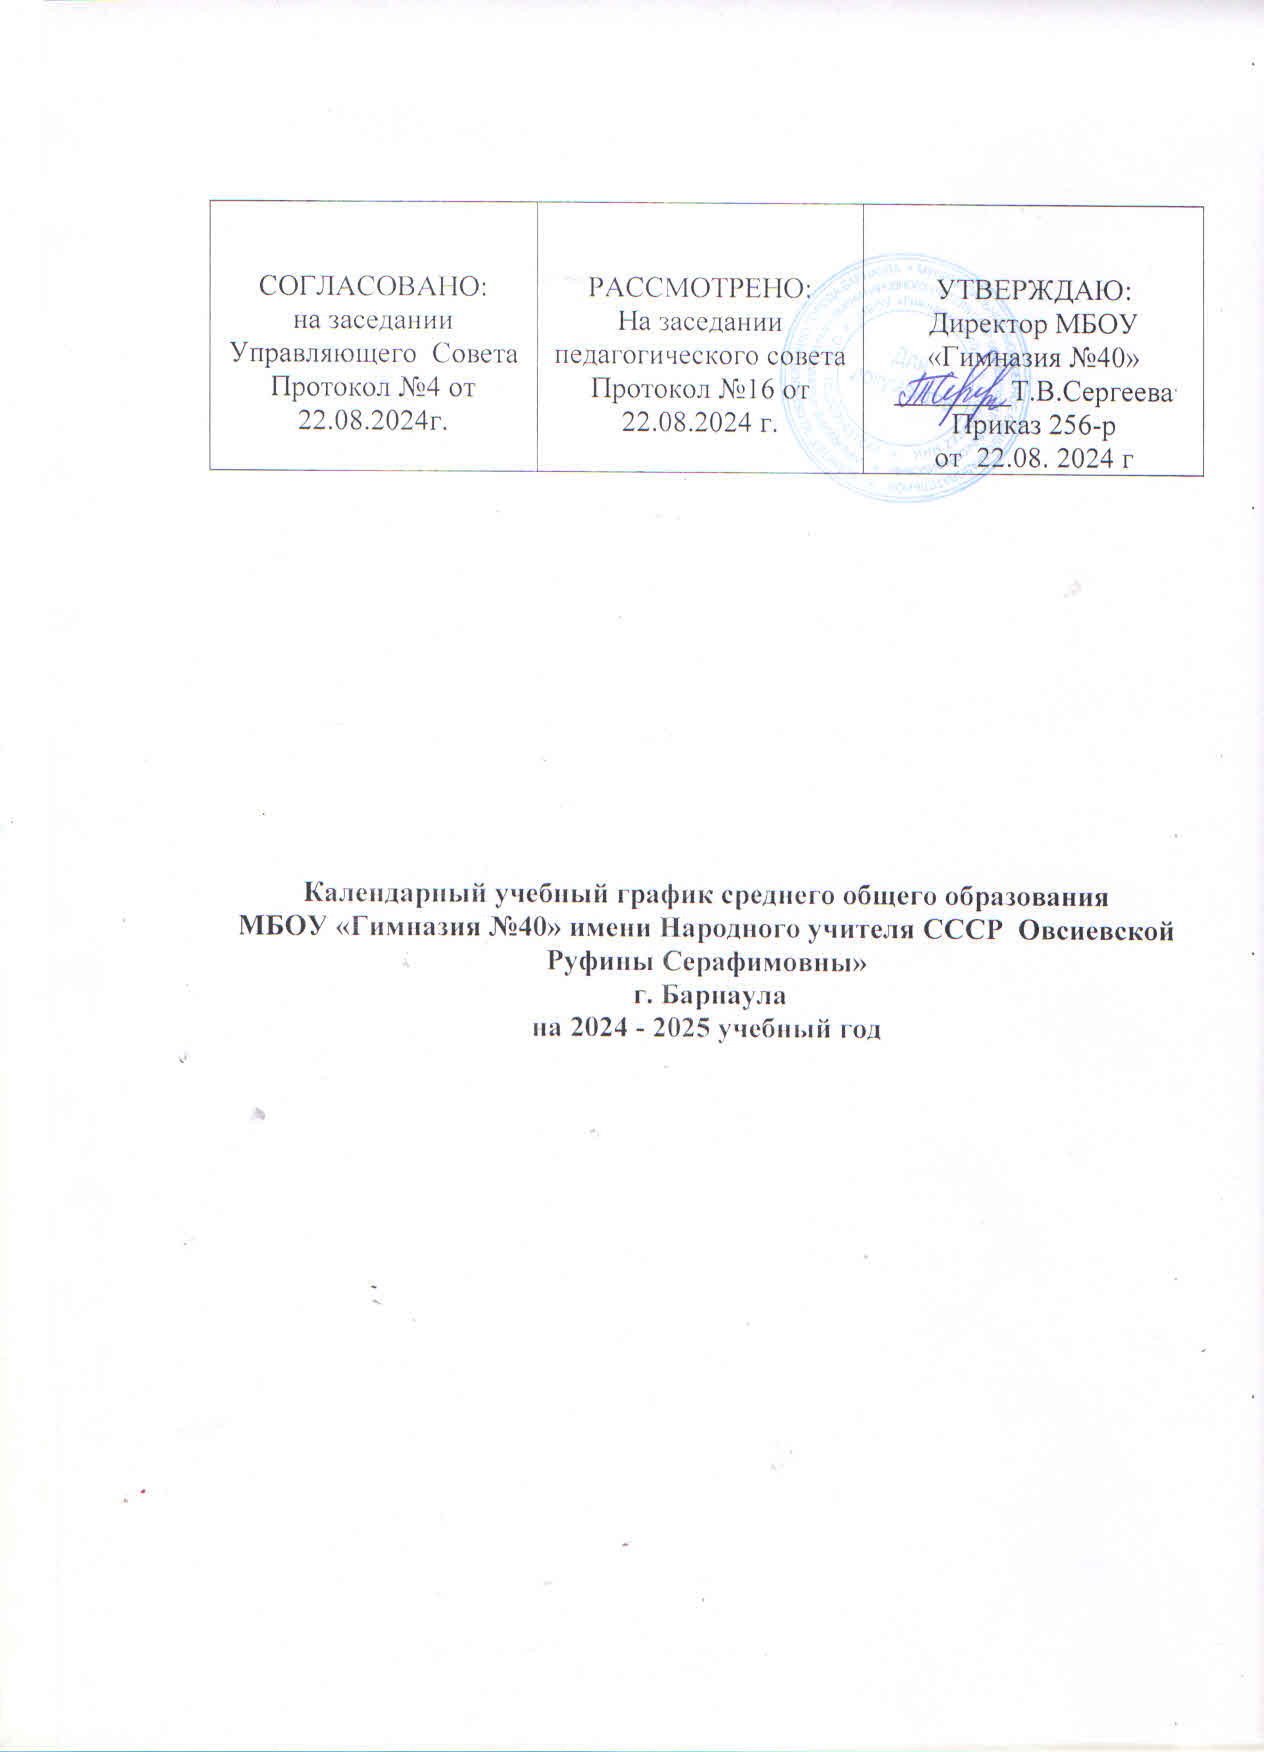 СОГЛАСОВАНО:
на заседании
Управляющего Совета
Протокол №4 от
22.08.2024г.
РАССМОТРЕНО:
На заседании
педагогического совета
Протокол №16 от
22.08.2024 г.
УТВЕРЖДАЮ:
Директор МБОУ
«Гимназия №40»
Т.В.Сергеева
Приказ 256-р
от 22.08. 2024 г
Календарный учебный график среднего общего образования
МБОУ «Гимназия №40» имени Народного учителя СССР Овсиевской
Руфины Серафимовны»
г. Барнаула
на 2024 - 2025 учебный год